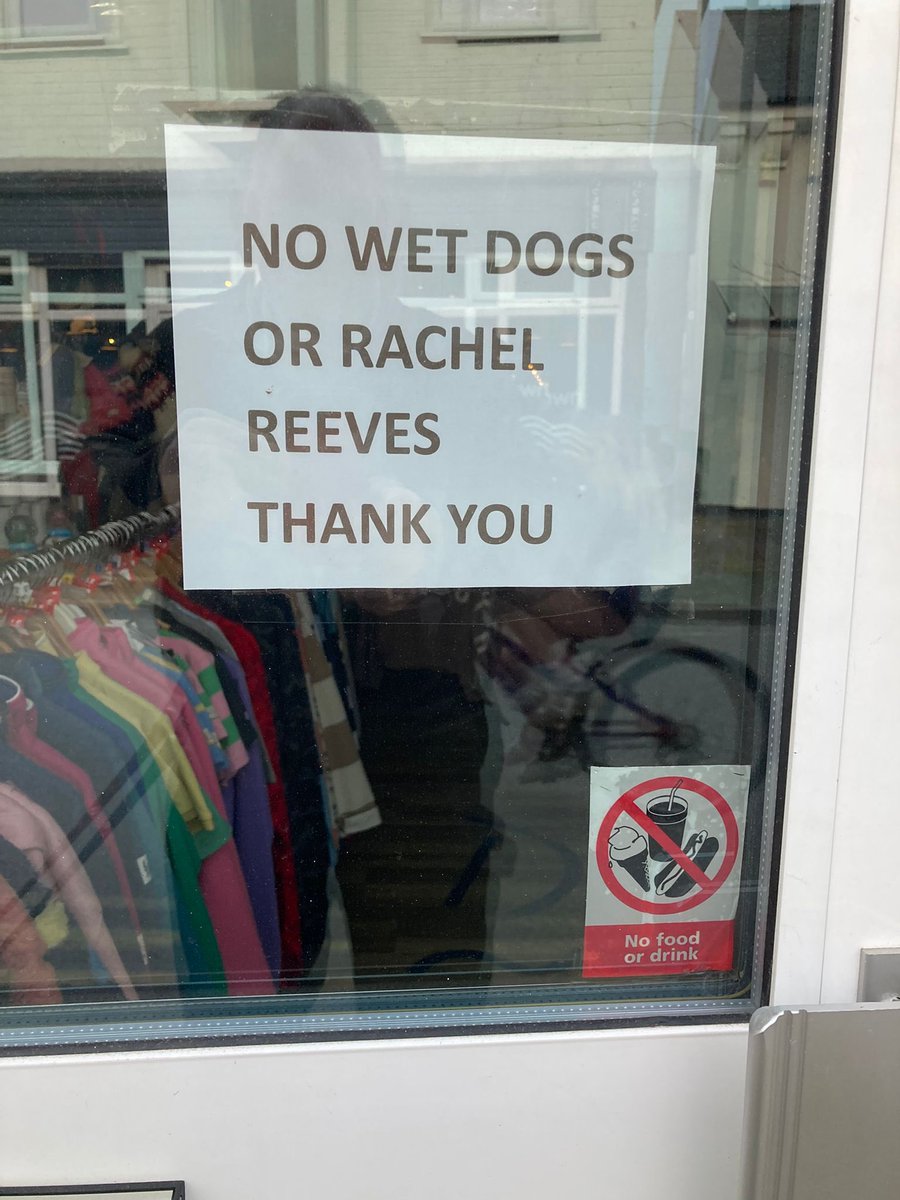 NO WET DOGS
OR RACHEL
REEVES
THANK YOU
No food
or drink